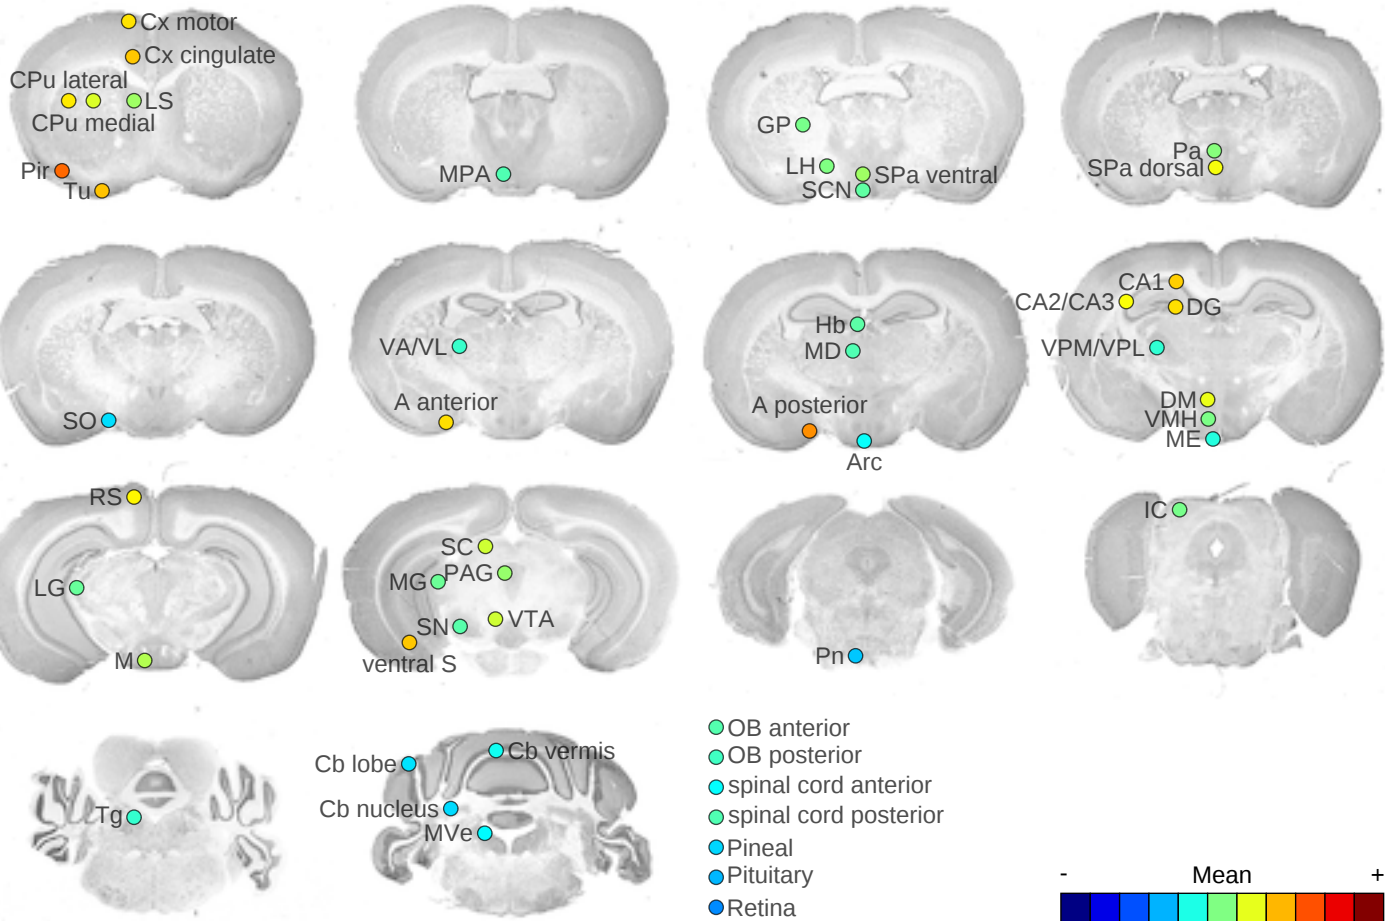 Cx motor
Cx cingulate
CPu lateral
LS
CPu medial
Pir
Tu
MPA
GP
LH
SPa ventral
SCN
Pa
SPa dorsal
SO
VA/VL
A anterior
Hb
MD
A posterior
Arc
CA1
CA2/CA3
DG
VPM/VPL
DM
VMH
ME
RS
LG
M
SC
PAG
MG
VTA
SN
ventral S
Pn
IC
Tg
Cb lobe
Cb vermis
Cb nucleus
MVe
OB anterior
OB posterior
spinal cord anterior
spinal cord posterior
Pineal
Pituitary
Retina
- Mean +